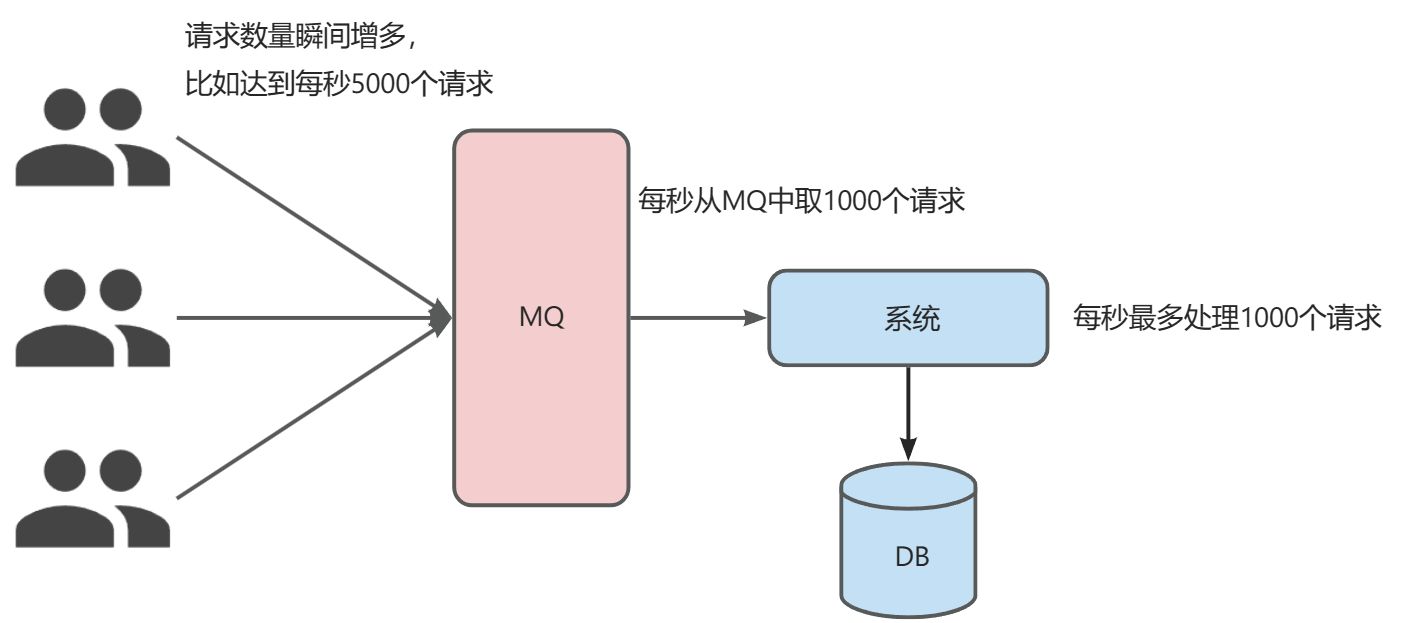 请求数量瞬间增多，
比如达到每秒5000个请求
每秒从MQ中取1000个请求
MQ
系统
每秒最多处理1000个请求
DB